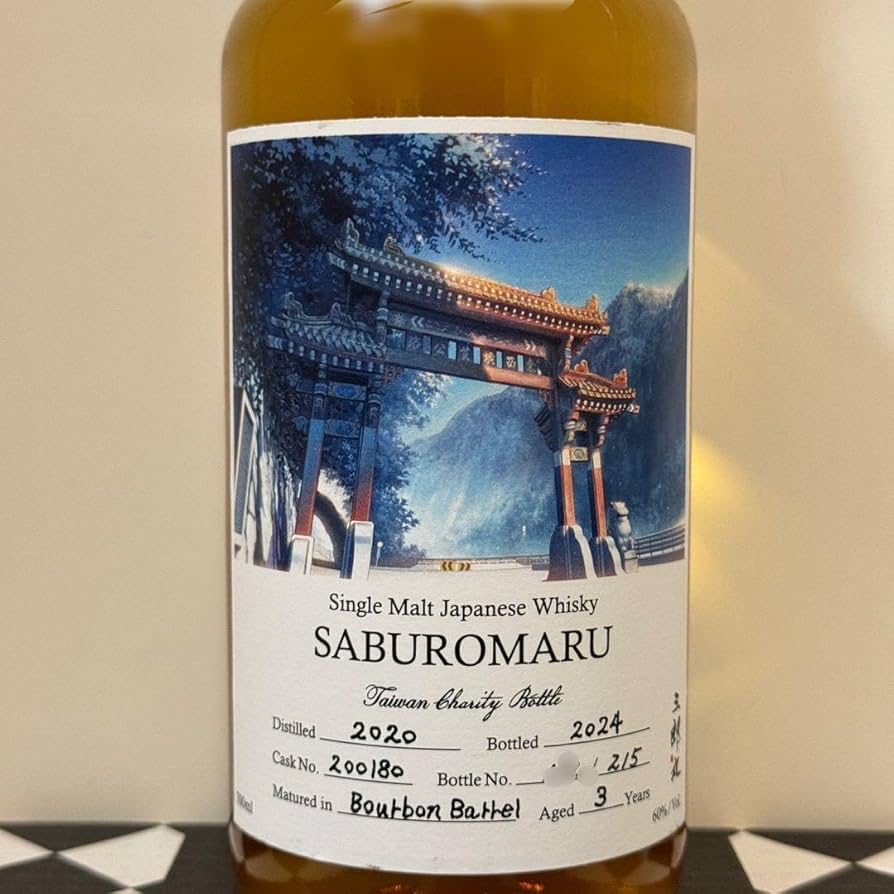 Single Malt Japanese Whisky
SABUROMARU
Taiwan Charity Bottle
Distilled 2020 Bottled 2024
Cask No. 200180 Bottle No. / 215
Matured in Bourbon Barrel Aged 3 Years
60%/Vol.
三郎丸